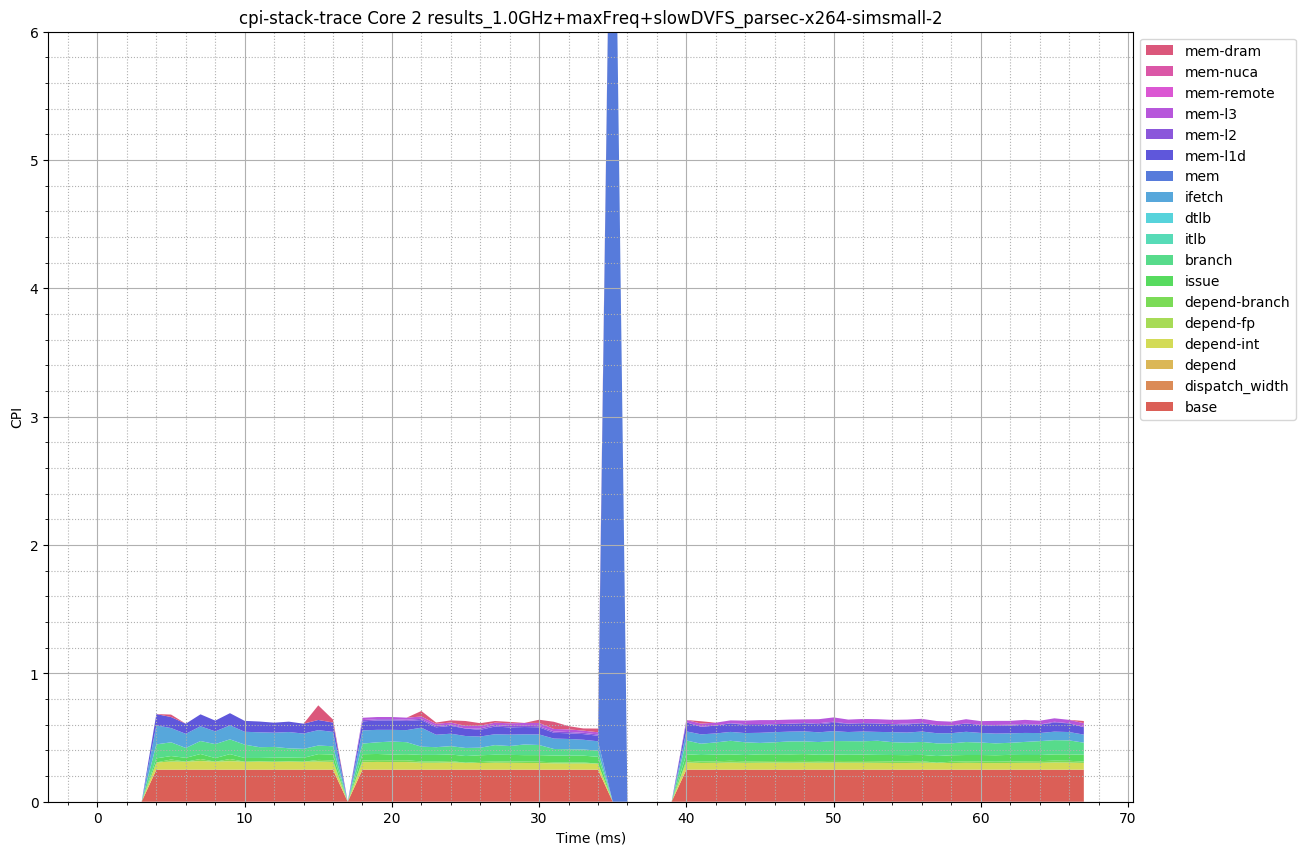 cpi-stack-trace Core 2 results_1.0GHz+maxFreq+slowDVFS_parsec-x264-simsmall-2
CPI
6
5
4
3
2
1
0
0 10 20 30 40 50 60 70
Time (ms)
mem-dram
mem-nuca
mem-remote
mem-l3
mem-l2
mem-l1d
mem
ifetch
dtlb
itlb
branch
issue
depend-branch
depend-fp
depend-int
depend
dispatch_width
base